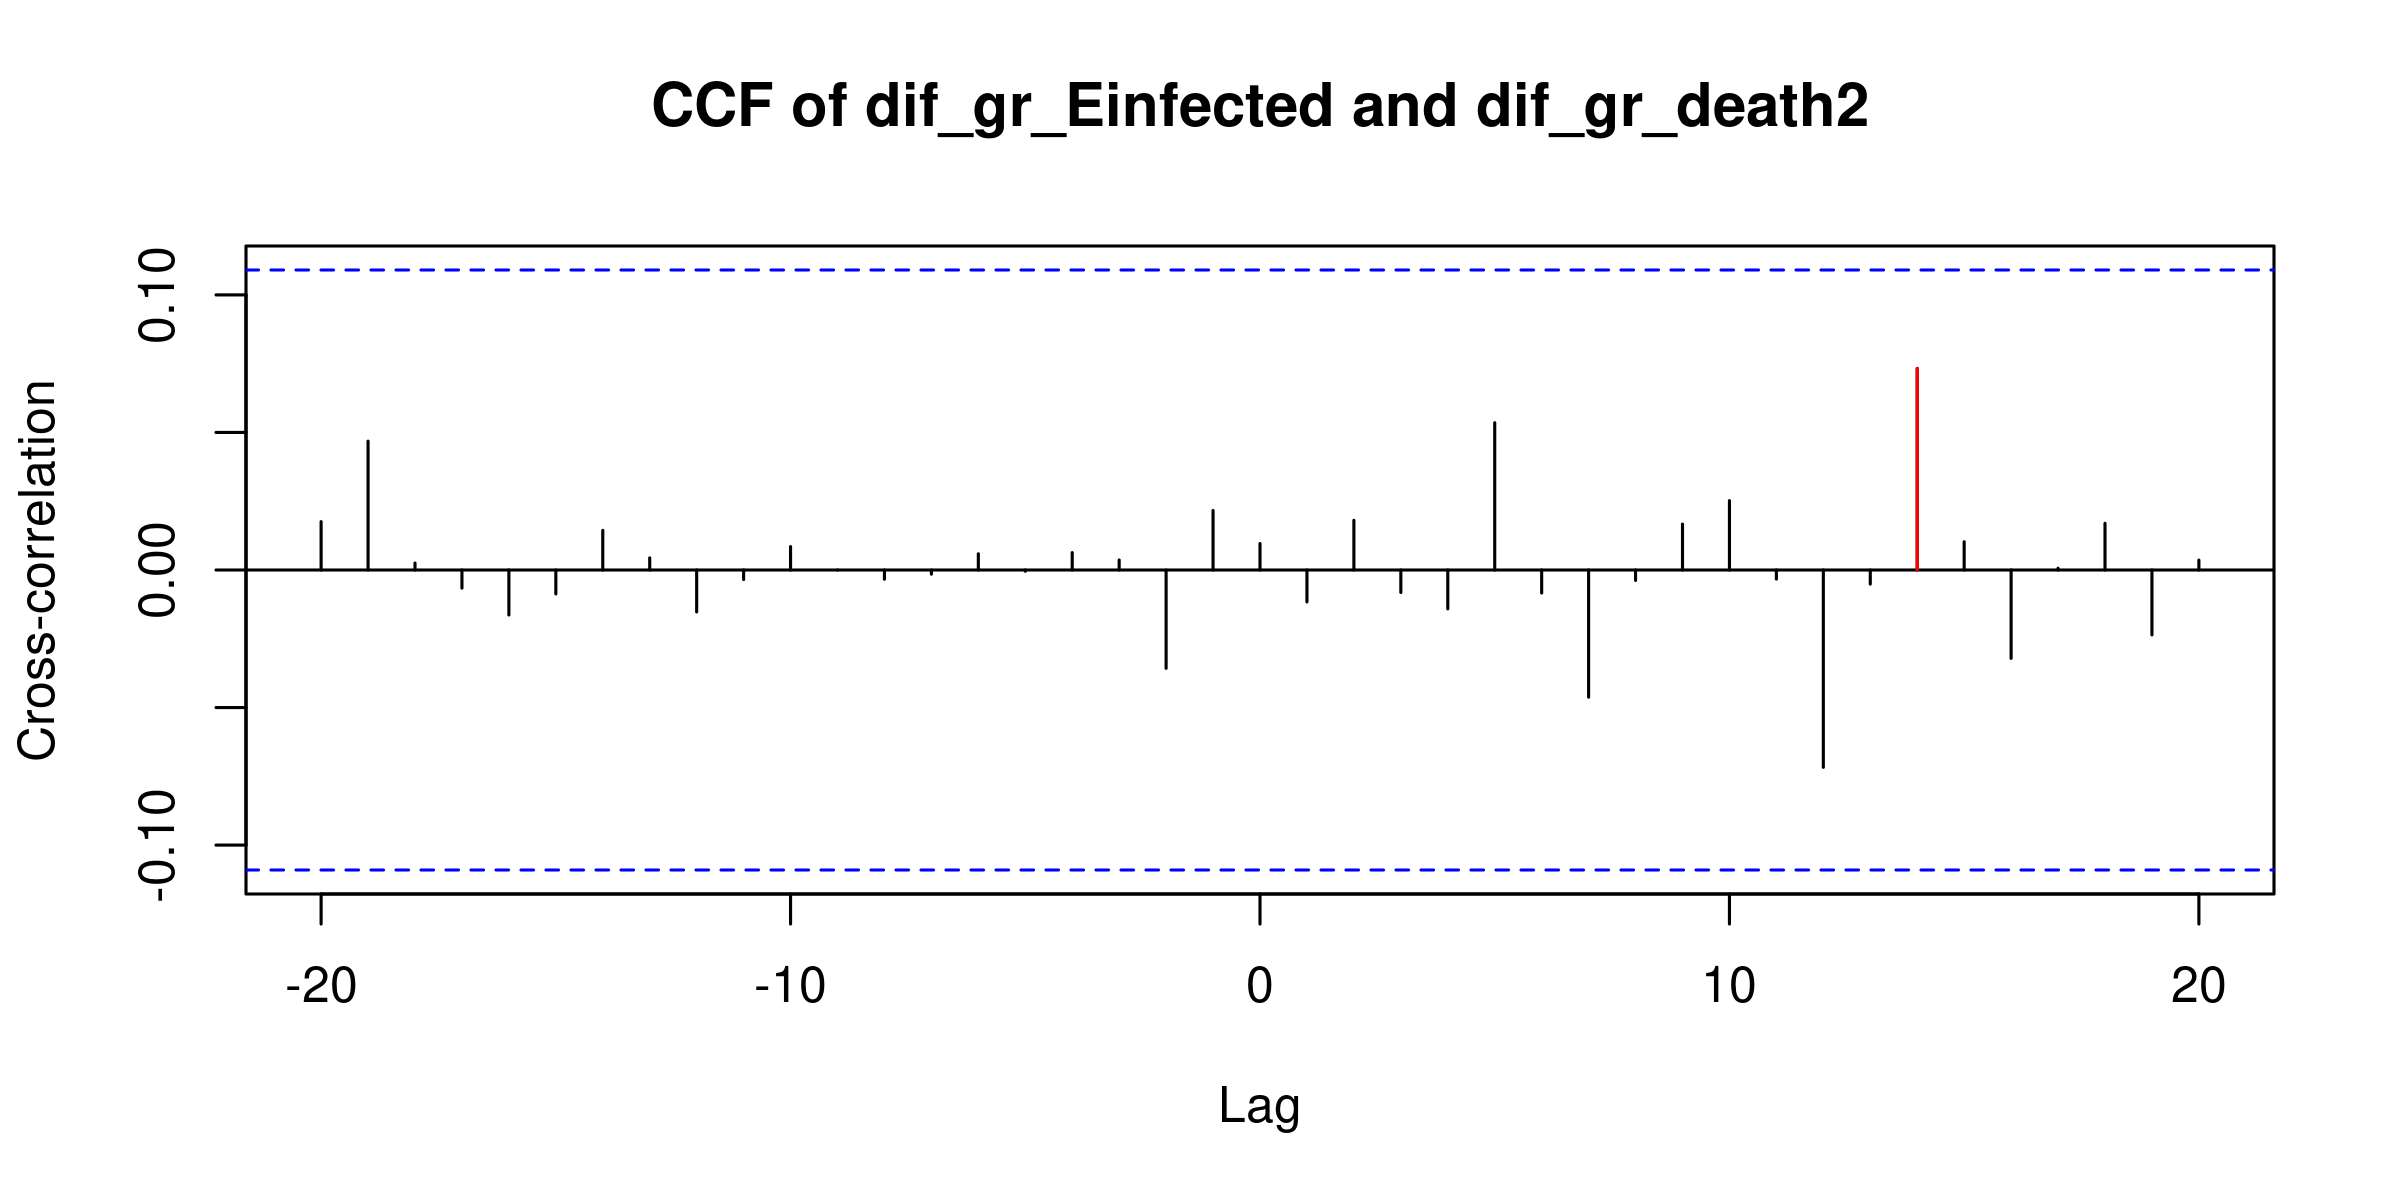 CCF of dif_gr_Einfected and dif_gr_death2
Cross-correlation
0.10
0.00
-0.10
-20 -10 0 10 20
Lag